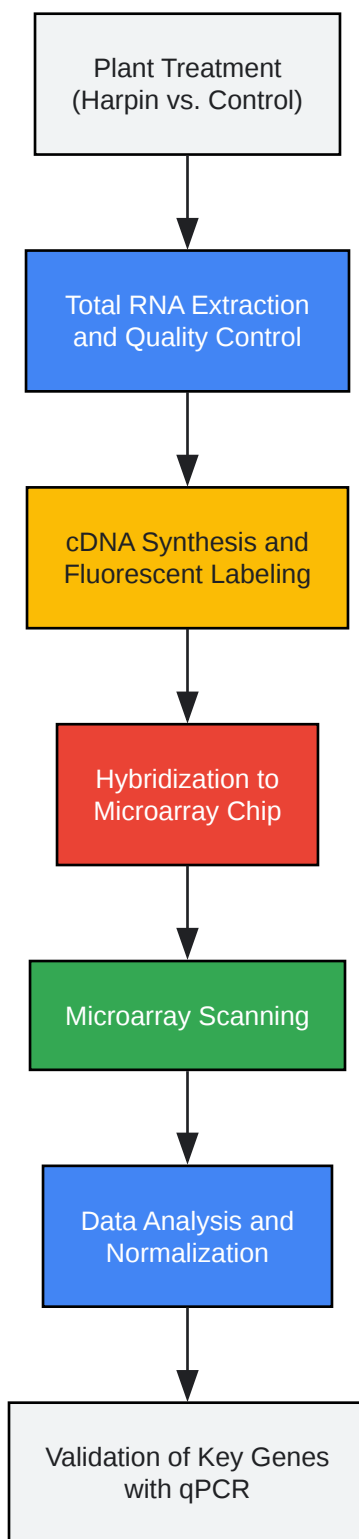 Plant Treatment
(Harpin vs. Control)
Total RNA Extraction
and Quality Control
cDNA Synthesis and
Fluorescent Labeling
Hybridization to
Microarray Chip
Microarray Scanning
Data Analysis and
Normalization
Validation of Key Genes
with qPCR